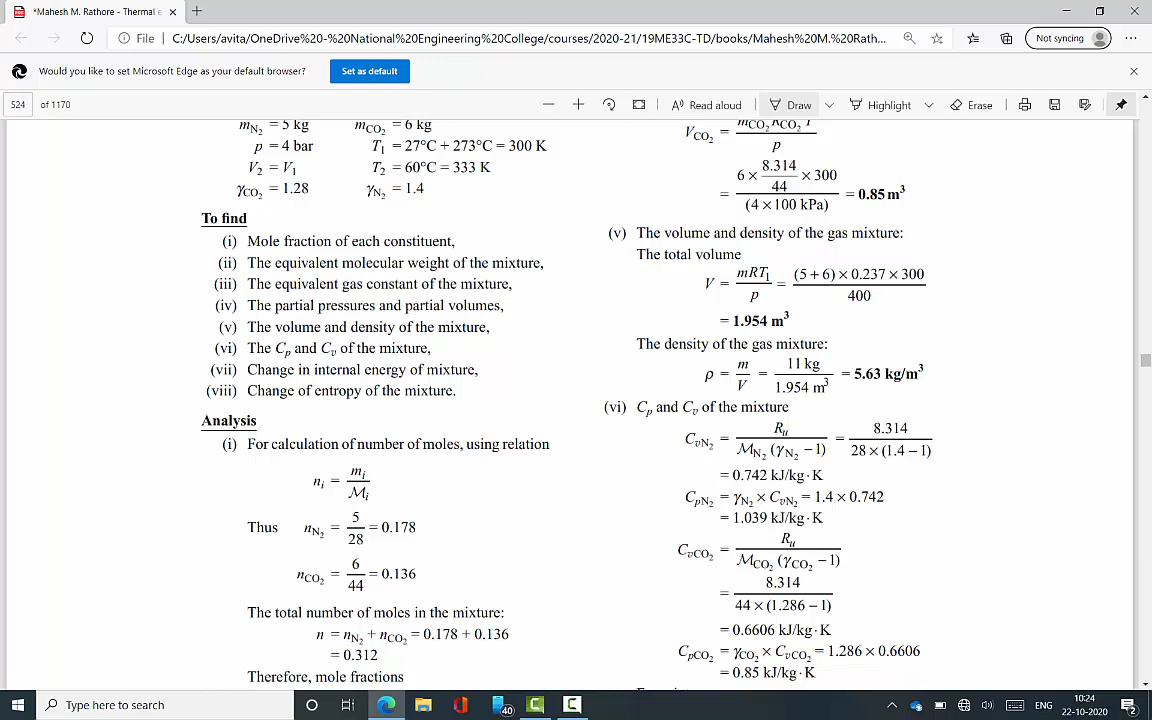 *Mahesh M. Rathore - Thermal e
File C:/Users/avita/OneDrive%20-%20National%20Engineering%20College/courses/2020-21/19ME33C-TD/books/Mahesh%20M.%20Rath... Not syncing
Would you like to set Microsoft Edge as your default browser? Set as default
524 of 1170 Read aloud Draw Highlight Erase
m_N₂ = 5 kg m_CO₂ = 6 kg
p = 4 bar T₁ = 27°C + 273°C = 300 K
V₂ = V₁ T₂ = 60°C = 333 K
γ_CO₂ = 1.28 γ_N₂ = 1.4
To find
(i) Mole fraction of each constituent,
(ii) The equivalent molecular weight of the mixture,
(iii) The equivalent gas constant of the mixture,
(iv) The partial pressures and partial volumes,
(v) The volume and density of the mixture,
(vi) The C_p and C_v of the mixture,
(vii) Change in internal energy of mixture,
(viii) Change of entropy of the mixture.
Analysis
(i) For calculation of number of moles, using relation
n_i = m_i / M_i
Thus n_N₂ = 5 / 28 = 0.178
n_CO₂ = 6 / 44 = 0.136
The total number of moles in the mixture:
n = n_N₂ + n_CO₂ = 0.178 + 0.136
= 0.312
Therefore, mole fractions
V_CO₂ = m_CO₂ R_CO₂ T / p
= 6 × 8.314 / 44 × 300 / (4 × 100 kPa) = 0.85 m³
(v) The volume and density of the gas mixture:
The total volume
V = mRT₁ / p = (5 + 6) × 0.237 × 300 / 400
= 1.954 m³
The density of the gas mixture:
ρ = m / V = 11 kg / 1.954 m³ = 5.63 kg/m³
(vi) C_p and C_v of the mixture
C_vN₂ = R_u / M_N₂ (γ_N₂ − 1) = 8.314 / 28 × (1.4 − 1)
= 0.742 kJ/kg·K
C_pN₂ = γ_N₂ × C_vN₂ = 1.4 × 0.742
= 1.039 kJ/kg·K
C_vCO₂ = R_u / M_CO₂ (γ_CO₂ − 1)
= 8.314 / 44 × (1.286 − 1)
= 0.6606 kJ/kg·K
C_pCO₂ = γ_CO₂ × C_vCO₂ = 1.286 × 0.6606
= 0.85 kJ/kg·K
Type here to search 40 ENG 10:24
22-10-2020 2